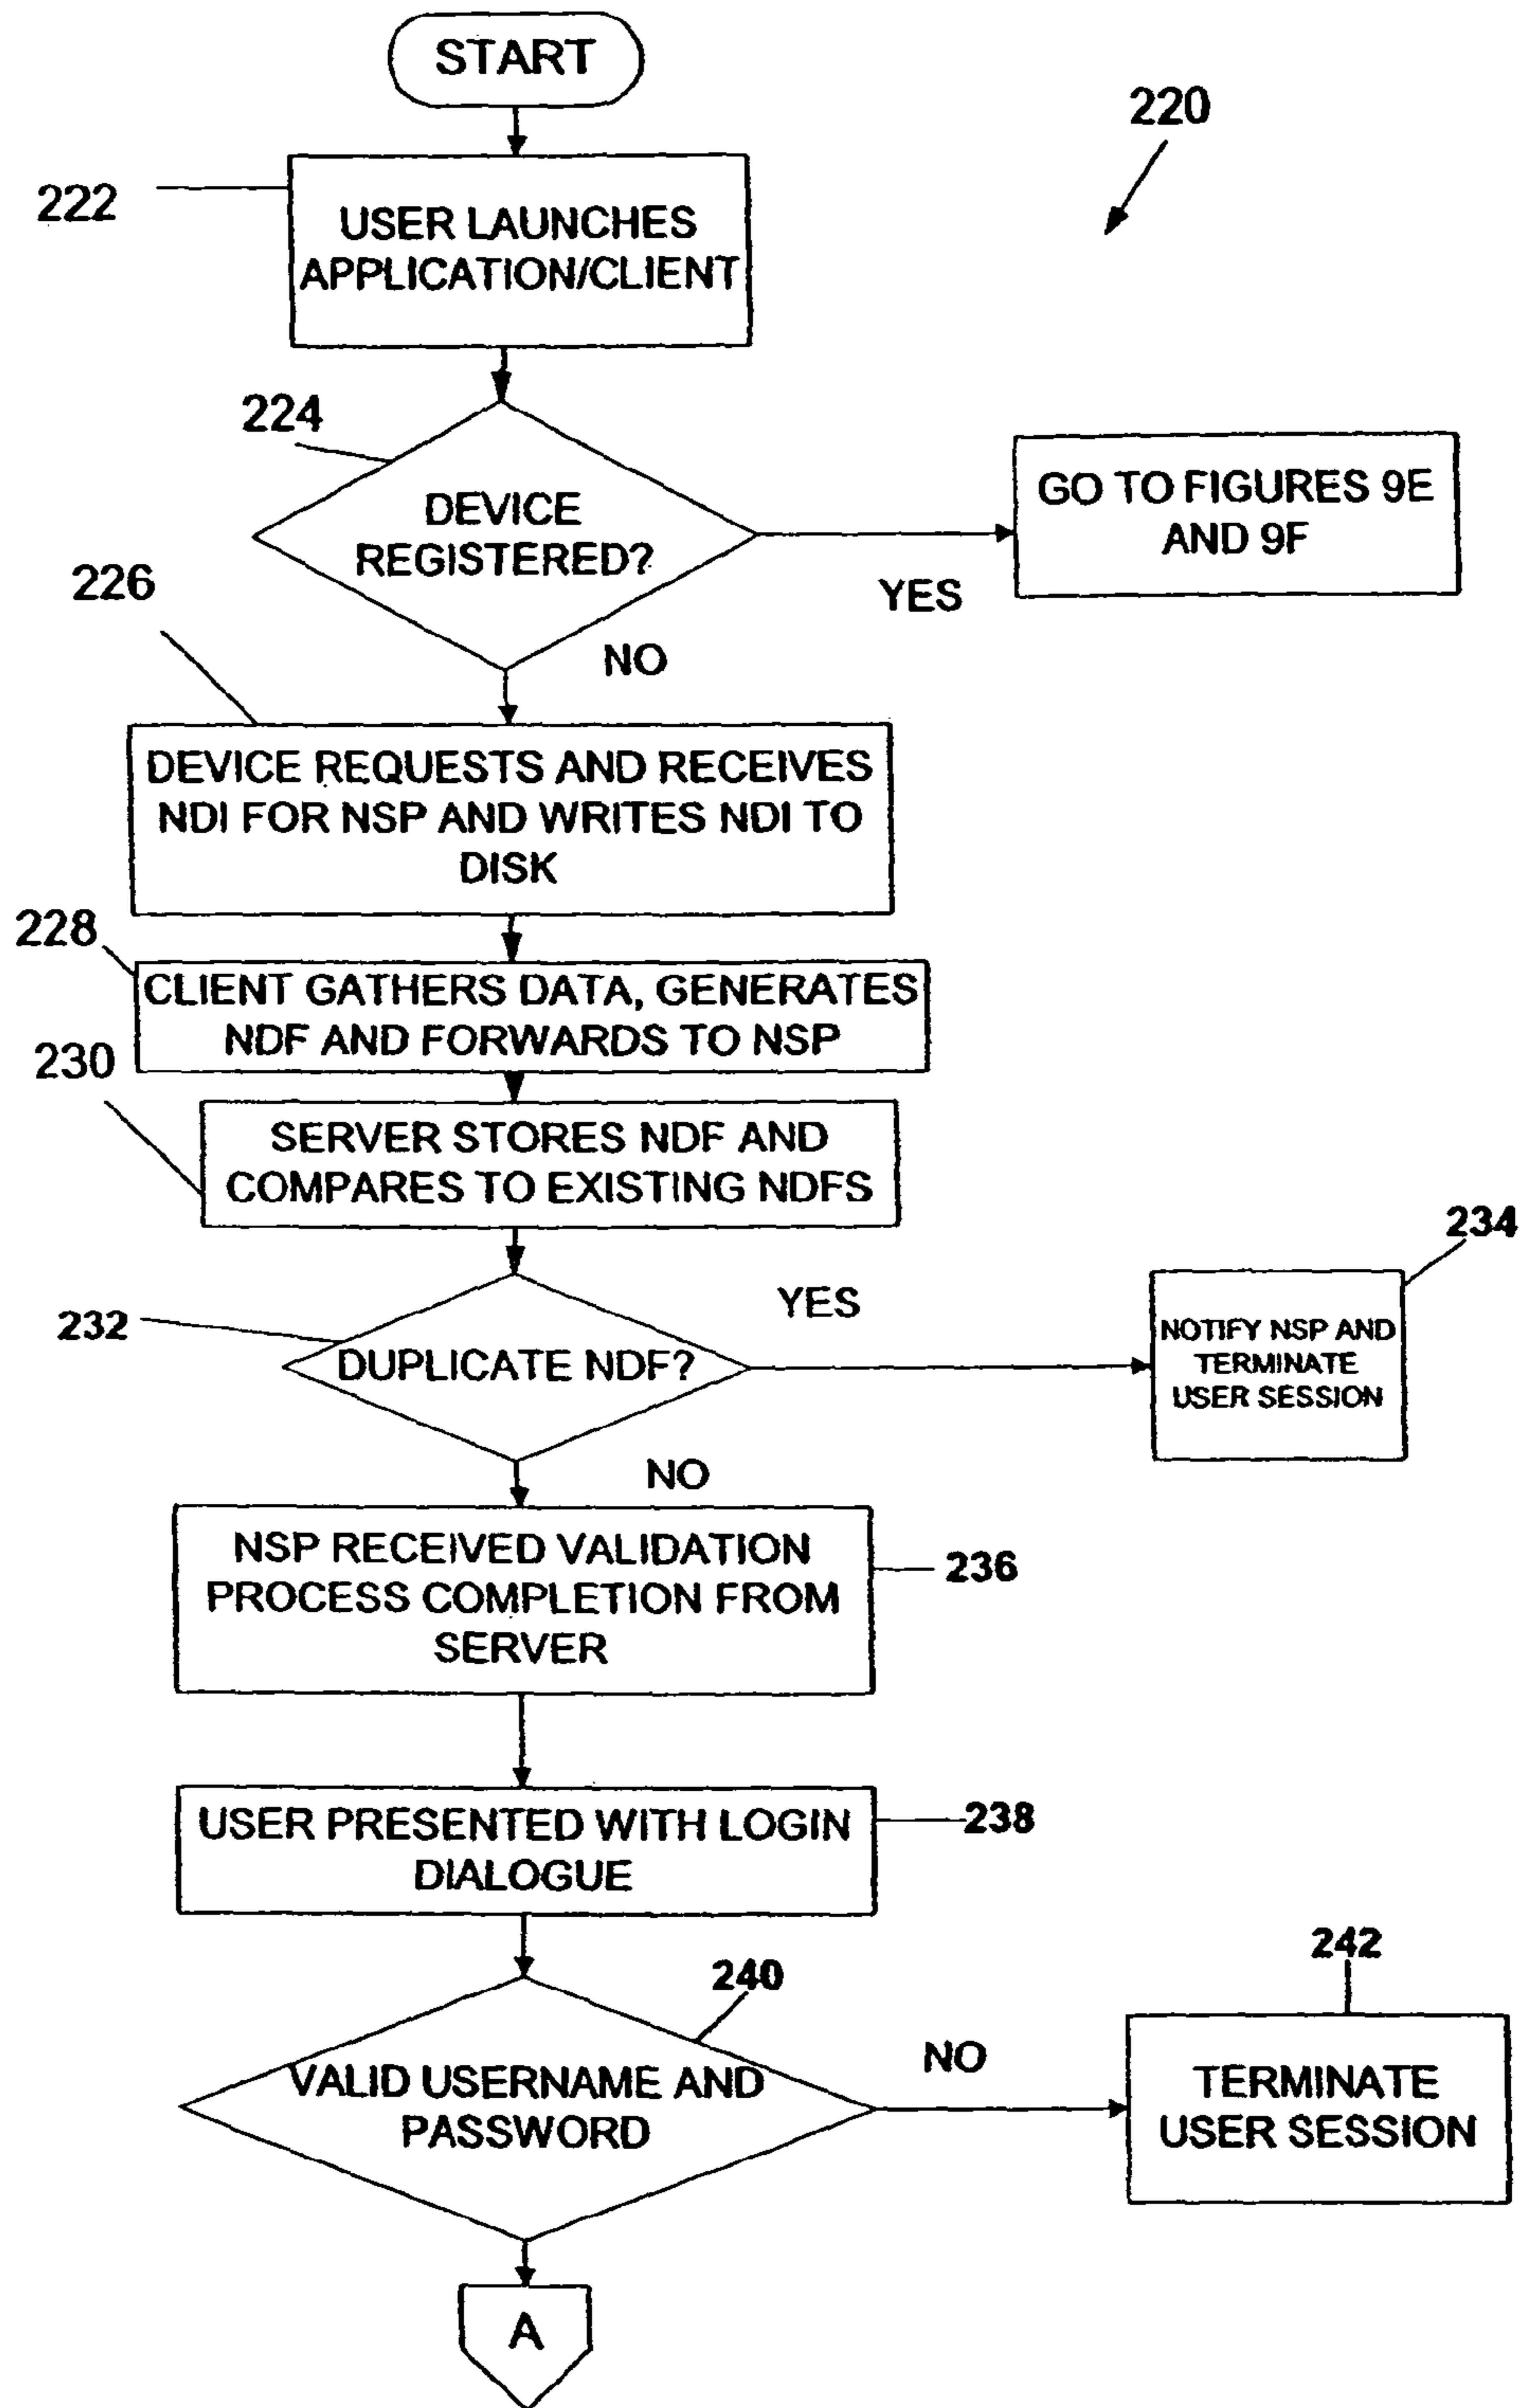 START
220
222
USER LAUNCHES
APPLICATION/CLIENT
224
DEVICE
REGISTERED?
GO TO FIGURES 9E
AND 9F
YES
226
NO
DEVICE REQUESTS AND RECEIVES
NDI FOR NSP AND WRITES NDI TO
DISK
228
CLIENT GATHERS DATA, GENERATES
NDF AND FORWARDS TO NSP
230
SERVER STORES NDF AND
COMPARES TO EXISTING NDFS
232
DUPLICATE NDF?
YES
234
NOTIFY NSP AND
TERMINATE
USER SESSION
NO
NSP RECEIVED VALIDATION
PROCESS COMPLETION FROM
SERVER
236
USER PRESENTED WITH LOGIN
DIALOGUE
238
240
VALID USERNAME AND
PASSWORD
NO
242
TERMINATE
USER SESSION
A